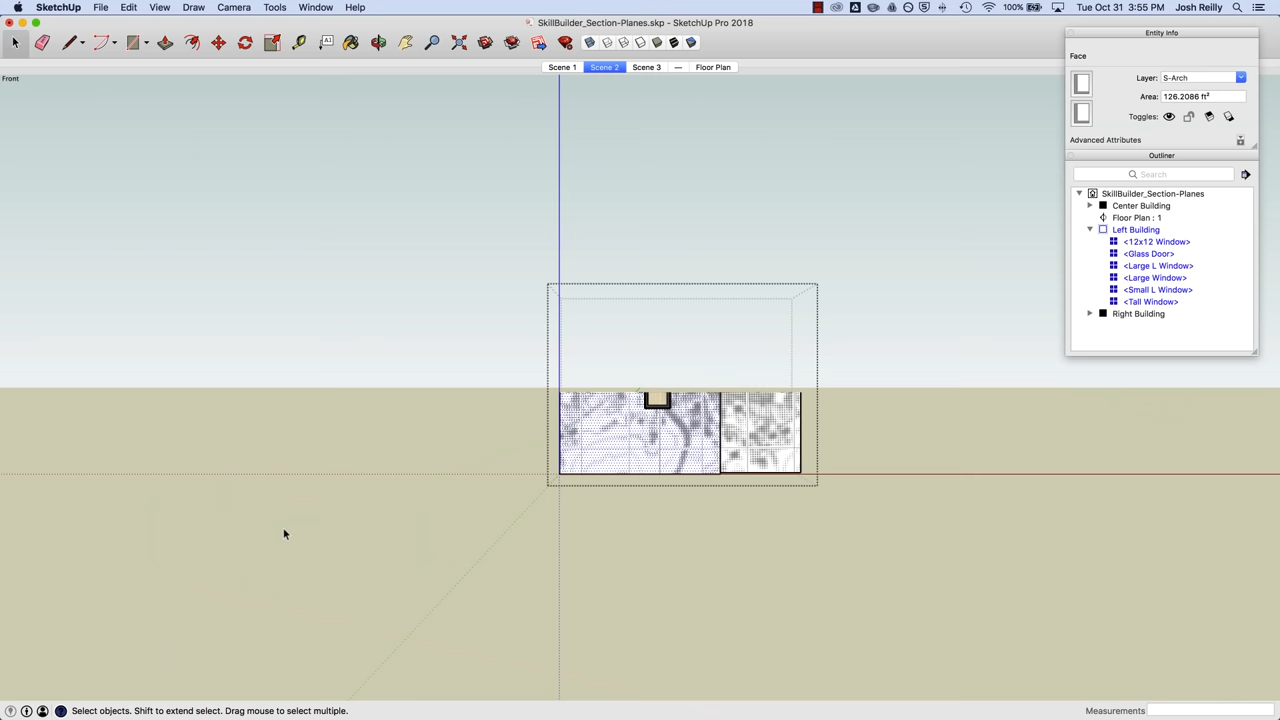 SketchUp File Edit View Draw Camera Tools Window Help 100% Tue Oct 31 3:55 PM Josh Reilly
SkillBuilder_Section-Planes.skp - SketchUp Pro 2018
Scene 1 Scene 2 Scene 3 — Floor Plan
Front
Entity Info
Face
Layer: S-Arch
Area: 126.2086 ft²
Toggles:
Advanced Attributes
Outliner
Search
SkillBuilder_Section-Planes
Center Building
Floor Plan : 1
Left Building
<12x12 Window>
<Glass Door>
<Large L Window>
<Large Window>
<Small L Window>
<Tall Window>
Right Building
Select objects. Shift to extend select. Drag mouse to select multiple.
Measurements